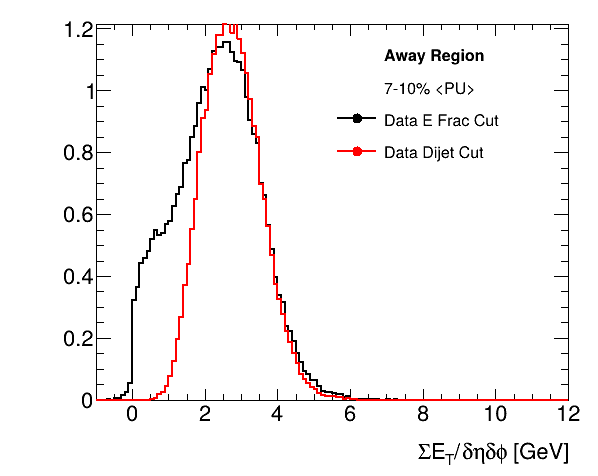 1.2
1
0.8
0.6
0.4
0.2
0
0 2 4 6 8 10 12
Away Region
7-10% <PU>
Data E Frac Cut
Data Dijet Cut
ΣE_T/δηδϕ [GeV]